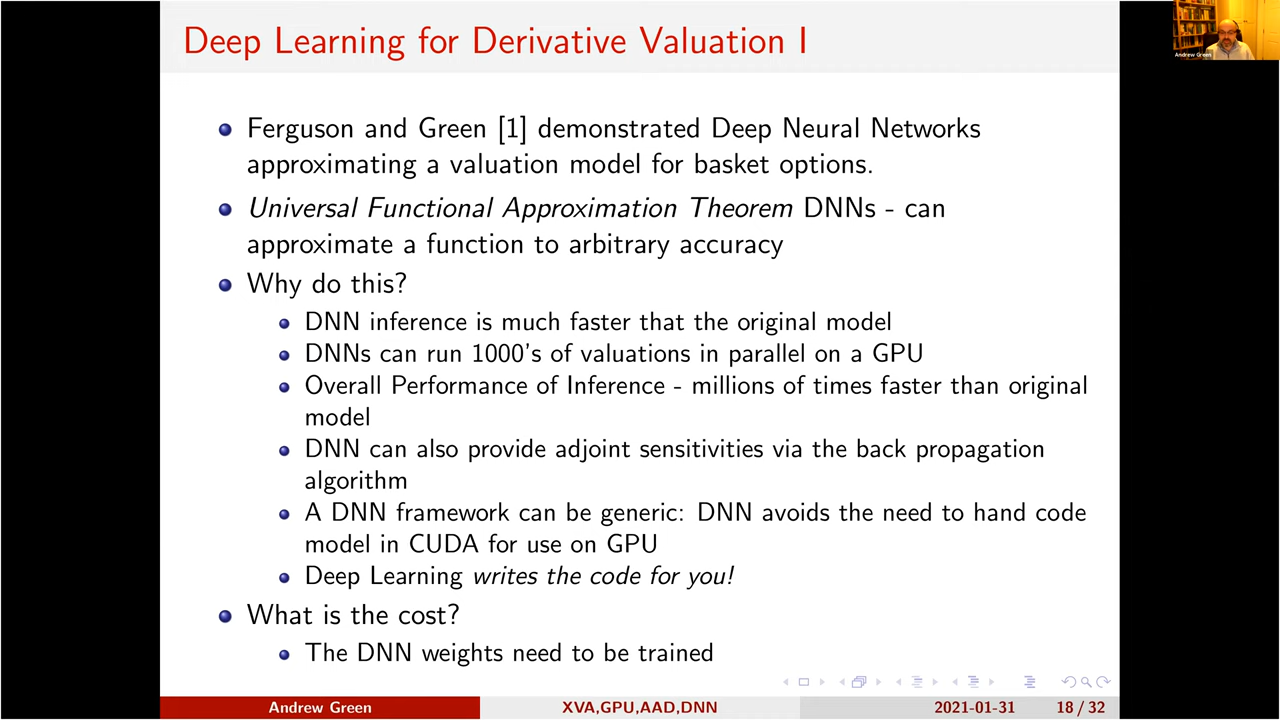 Deep Learning for Derivative Valuation I
Andrew Green
Ferguson and Green [1] demonstrated Deep Neural Networks
approximating a valuation model for basket options.
Universal Functional Approximation Theorem DNNs - can
approximate a function to arbitrary accuracy
Why do this?
DNN inference is much faster that the original model
DNNs can run 1000's of valuations in parallel on a GPU
Overall Performance of Inference - millions of times faster than original
model
DNN can also provide adjoint sensitivities via the back propagation
algorithm
A DNN framework can be generic: DNN avoids the need to hand code
model in CUDA for use on GPU
Deep Learning writes the code for you!
What is the cost?
The DNN weights need to be trained
Andrew Green XVA,GPU,AAD,DNN 2021-01-31 18 / 32